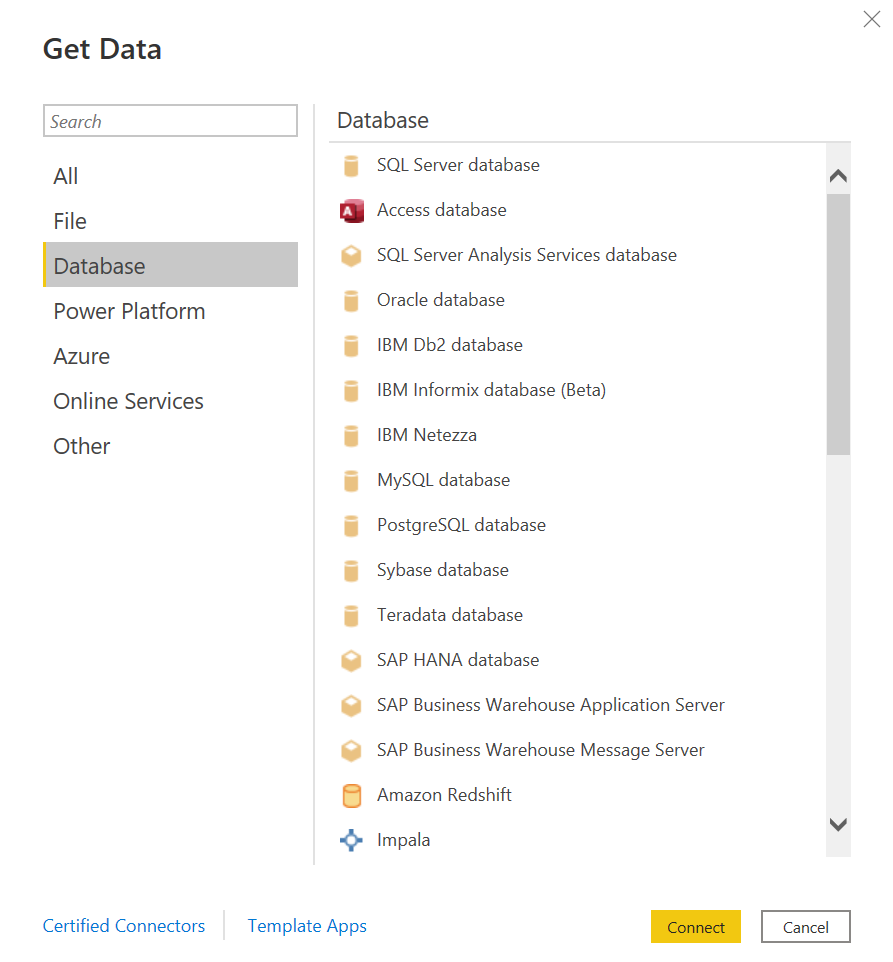 Get Data
Search
All
File
Database
Power Platform
Azure
Online Services
Other
Database
SQL Server database
A Access database
SQL Server Analysis Services database
Oracle database
IBM Db2 database
IBM Informix database (Beta)
IBM Netezza
MySQL database
PostgreSQL database
Sybase database
Teradata database
SAP HANA database
SAP Business Warehouse Application Server
SAP Business Warehouse Message Server
Amazon Redshift
Impala
Certified Connectors
Template Apps
Connect
Cancel